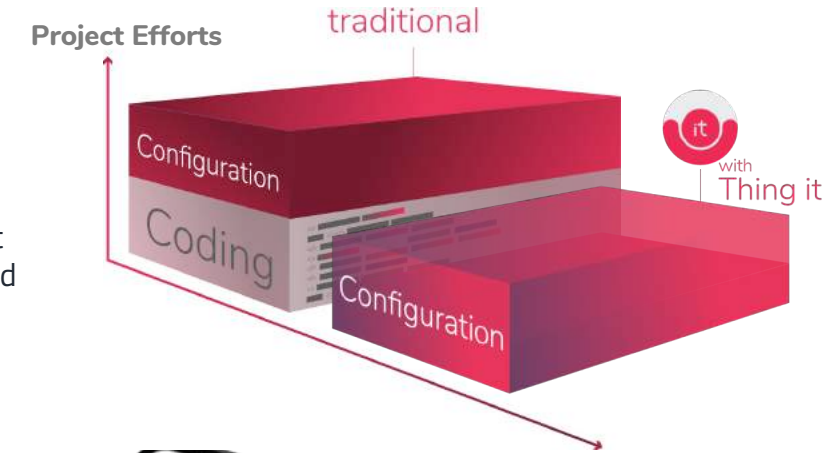 traditional
Project Efforts
Configuration
it
with
Thing it
Coding
t
d
Configuration